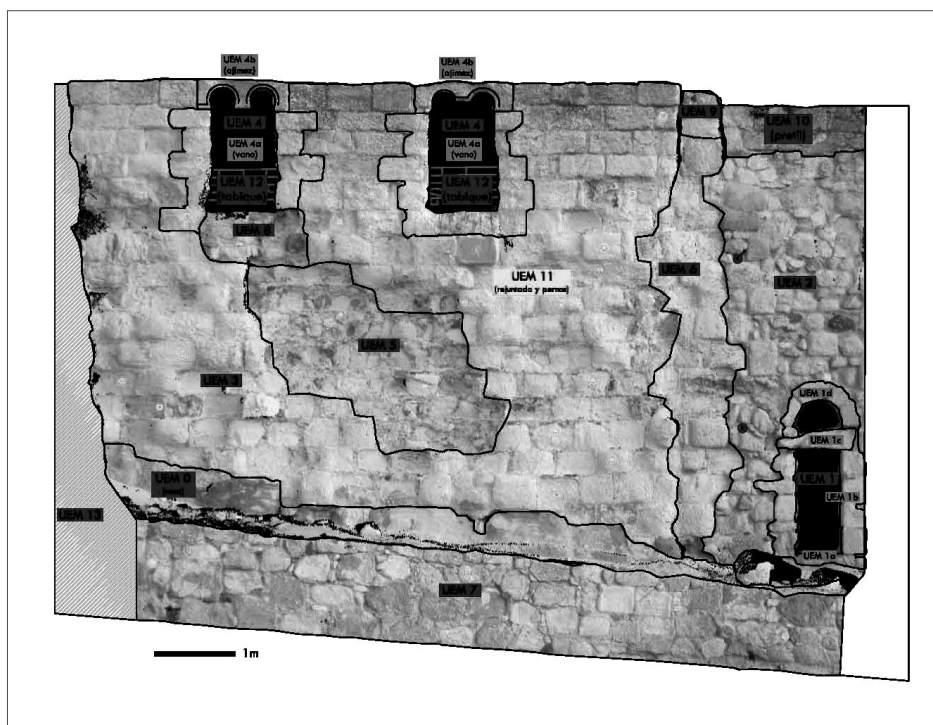 UEM 4b
(ajimez)
UEM 4b
(ajimez)
UEM 4
UEM 4a
(vano)
UEM 12
(tabique)
UEM 8
UEM 4
UEM 4a
(vano)
UEM 12
(tabique)
UEM 9
UEM 10
(pretil)
UEM 11
(rejuntado y pernos)
UEM 6
UEM 2
UEM 5
UEM 3
UEM 1d
UEM 1c
UEM 1
UEM 1b
UEM 1a
UEM 0
UEM 13
UEM 7
1m